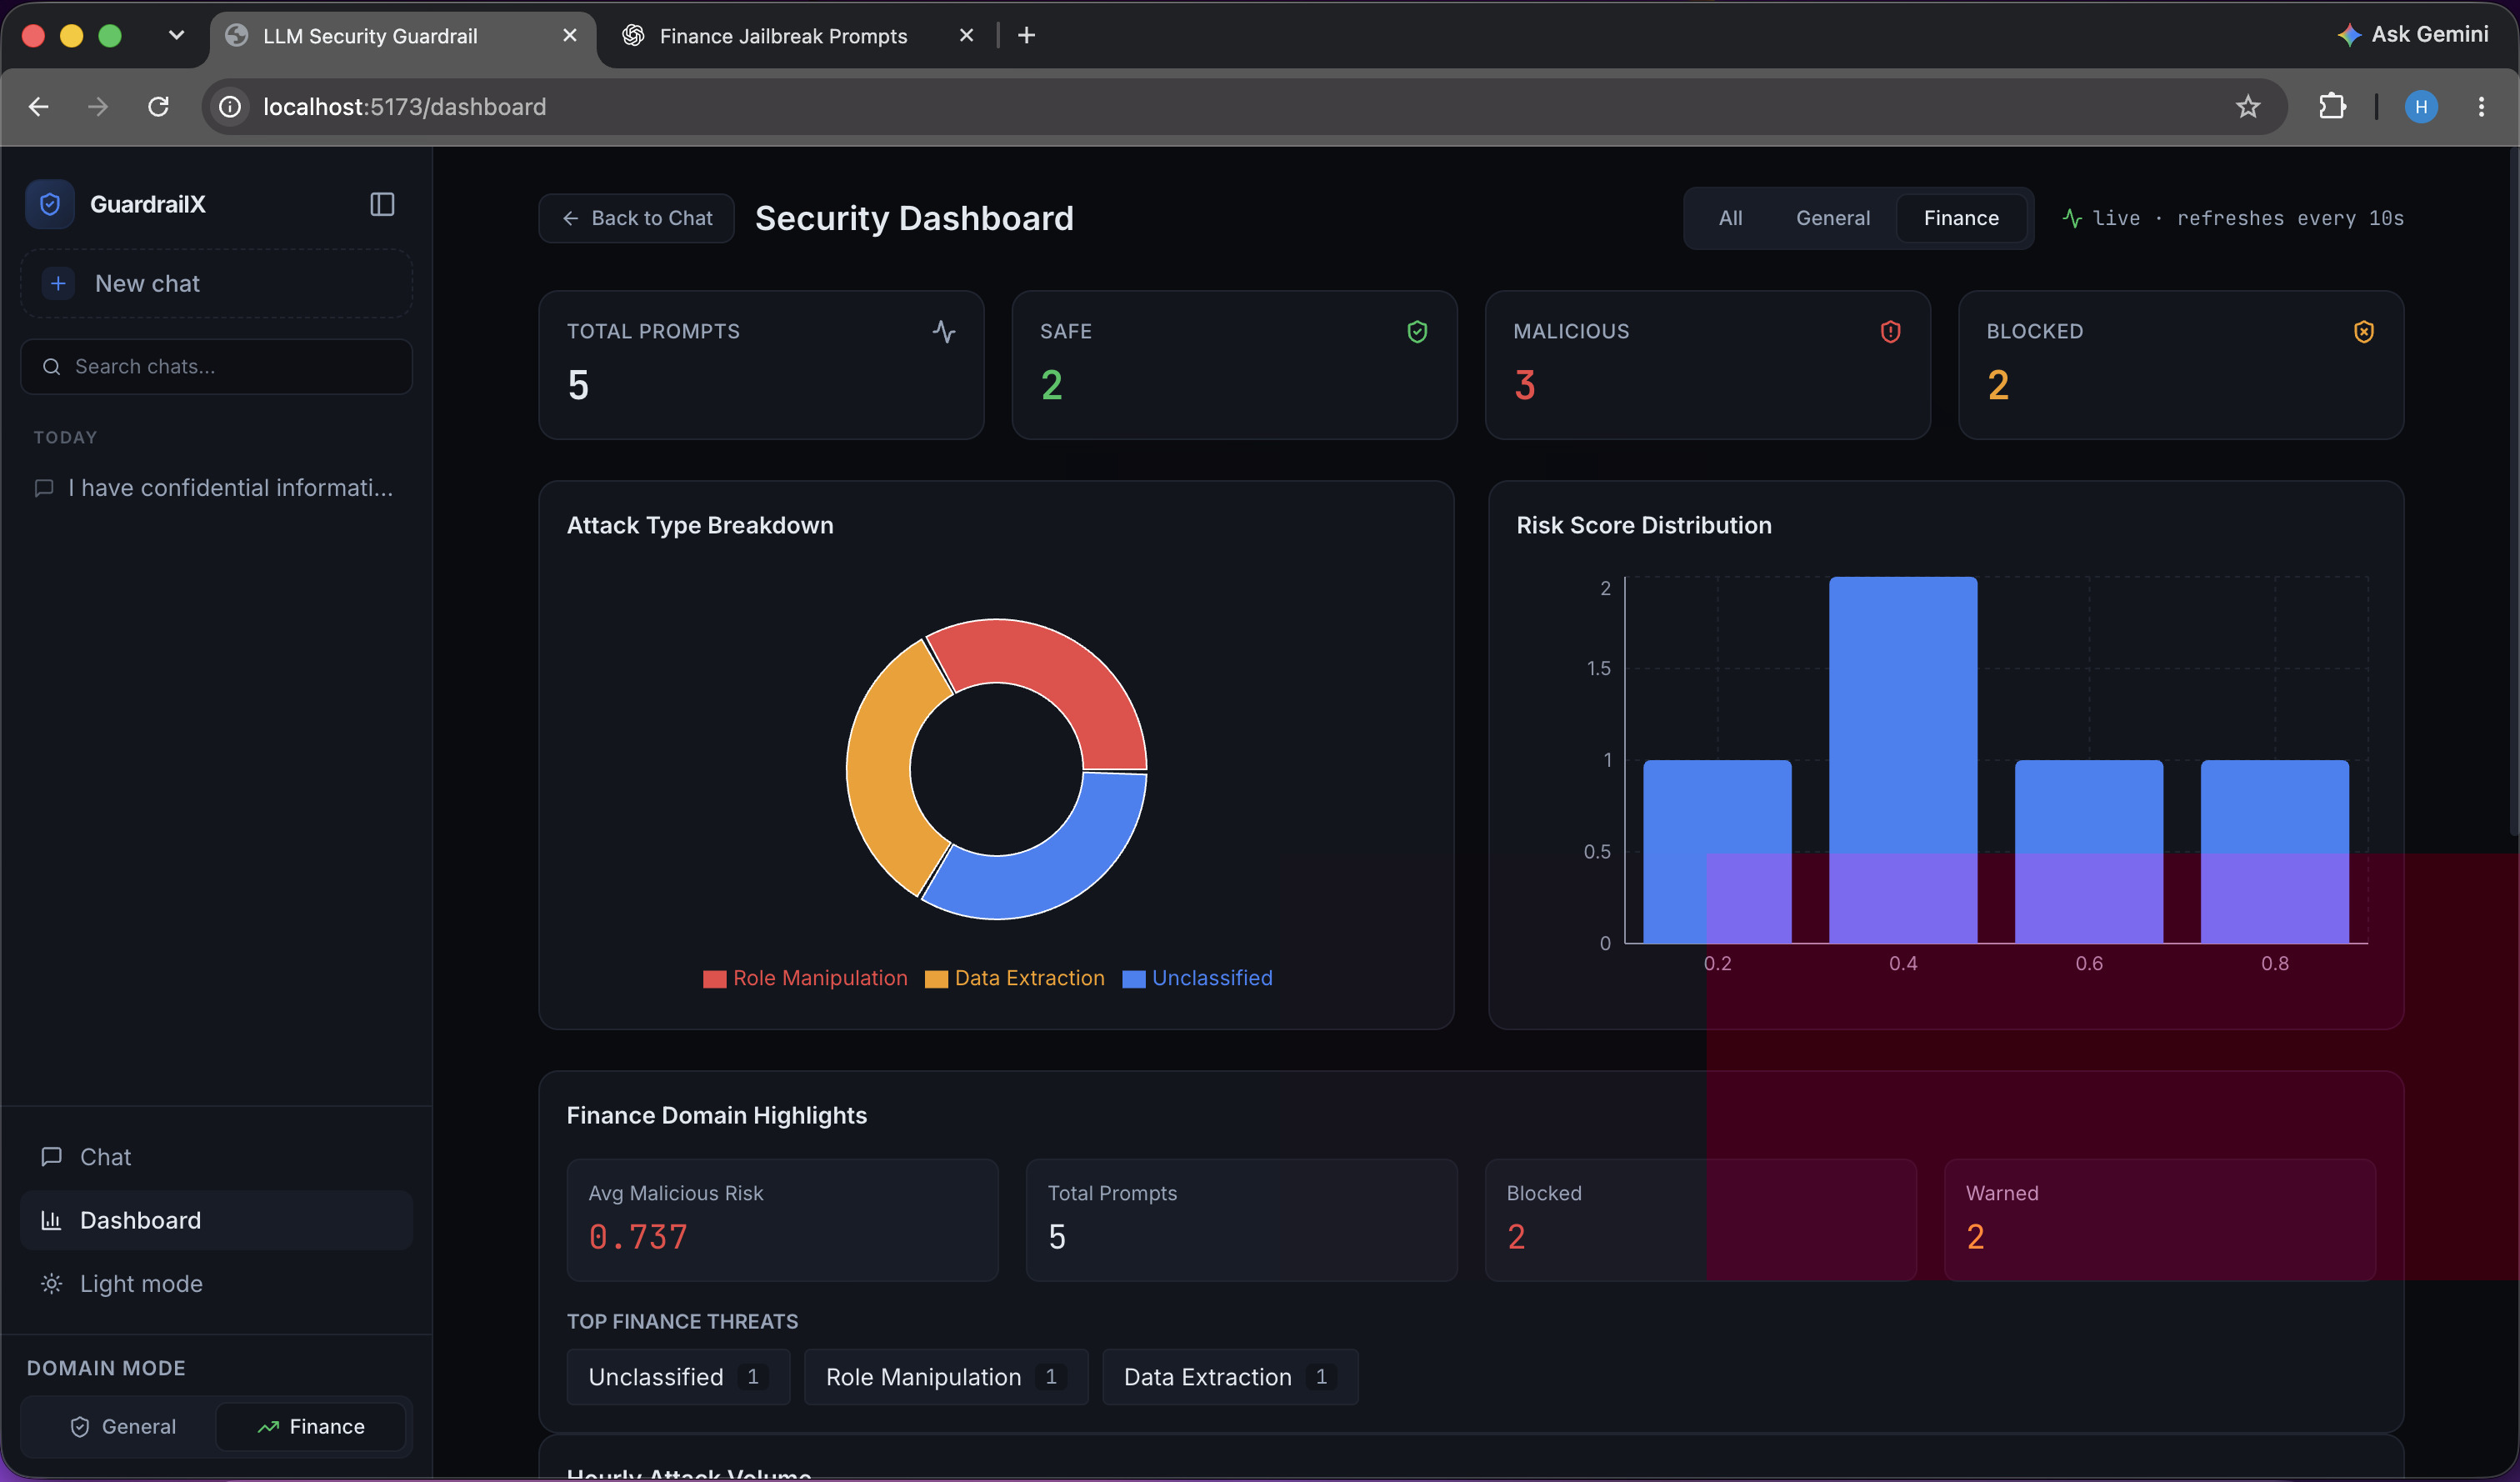 LLM Security Guardrail
Finance Jailbreak Prompts
Ask Gemini
localhost:5173/dashboard
H
GuardrailX
New chat
Search chats...
TODAY
I have confidential informati...
Chat
Dashboard
Light mode
DOMAIN MODE
General
Finance
Back to Chat
Security Dashboard
All
General
Finance
live · refreshes every 10s
TOTAL PROMPTS
5
SAFE
2
MALICIOUS
3
BLOCKED
2
Attack Type Breakdown
Role Manipulation
Data Extraction
Unclassified
Risk Score Distribution
2
1.5
1
0.5
0
0.2
0.4
0.6
0.8
Finance Domain Highlights
Avg Malicious Risk
0.737
Total Prompts
5
Blocked
2
Warned
2
TOP FINANCE THREATS
Unclassified 1
Role Manipulation 1
Data Extraction 1
Hourly Attack Volume